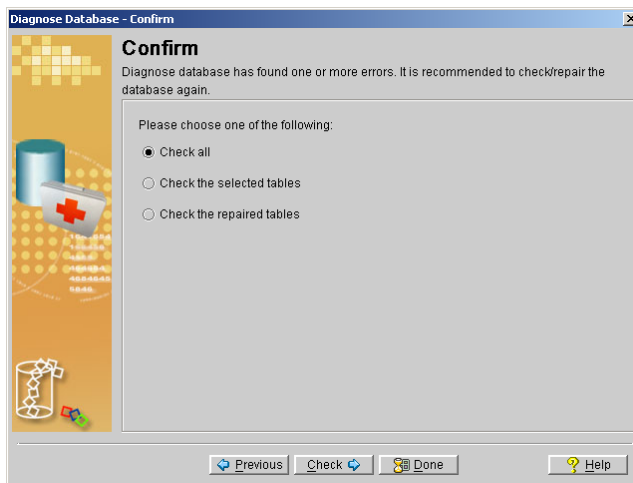 Diagnose Database - Confirm
Confirm
Diagnose database has found one or more errors. It is recommended to check/repair the
database again.
Please choose one of the following:
Check all
Check the selected tables
Check the repaired tables
Previous
Check
Done
Help